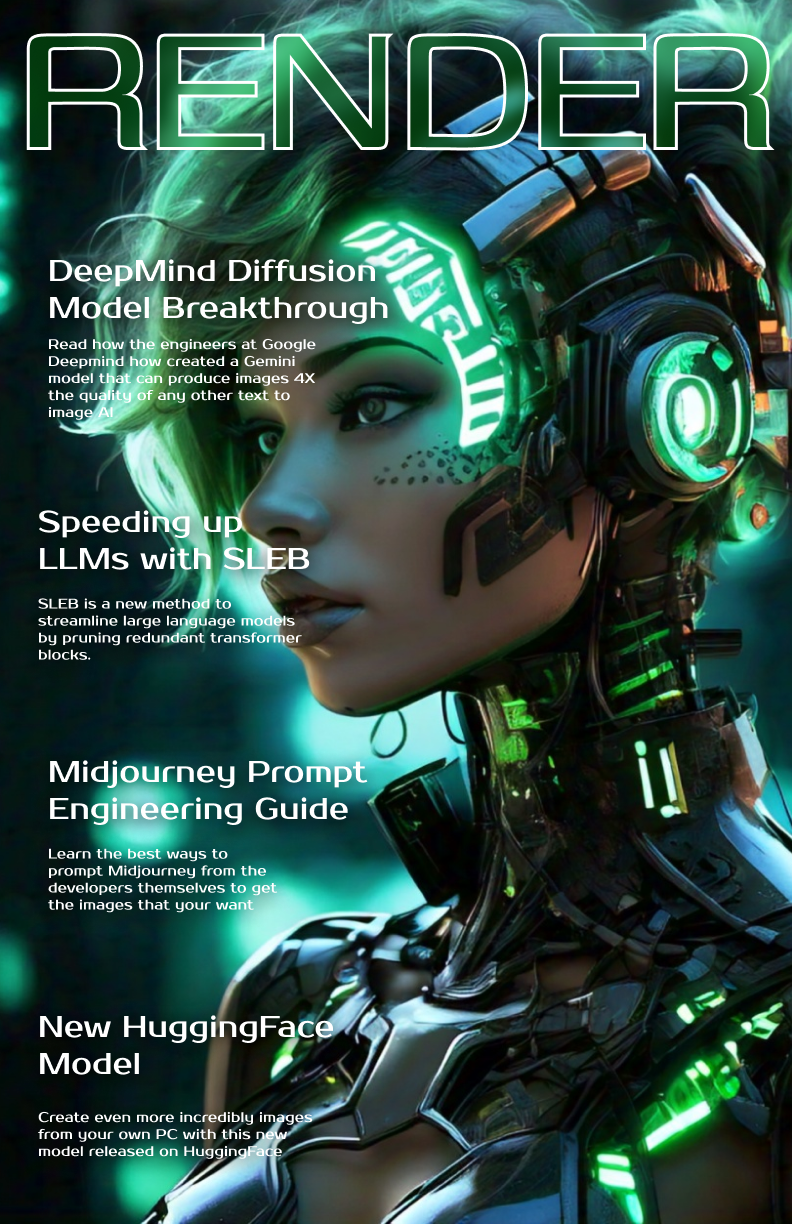 RENDER
DeepMind Diffusion
Model Breakthrough
Read how the engineers at Google
Deepmind how created a Gemini
model that can produce images 4X
the quality of any other text to
image AI
Speeding up
LLMs with SLEB
SLEB is a new method to
streamline large language models
by pruning redundant transformer
blocks.
Midjourney Prompt
Engineering Guide
Learn the best ways to
prompt Midjourney from the
developers themselves to get
the images that your want
New HuggingFace
Model
Create even more incredibly images
from your own PC with this new
model released on HuggingFace